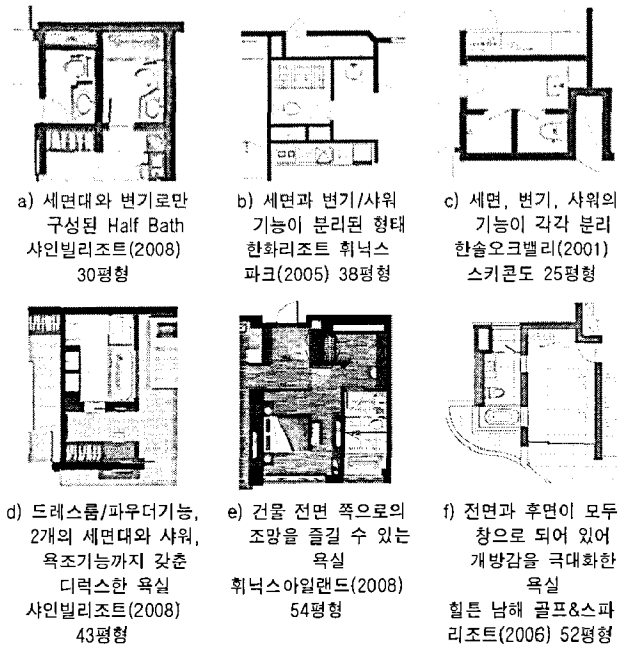 a) 세면대와 변기로만
구성된 Half Bath
샤인빌리조트(2008)
30평형
b) 세면과 변기/샤워
기능이 분리된 형태
한화리조트 휘닉스
파크(2005) 38평형
c) 세면, 변기, 샤워의
기능이 각각 분리
한솔오크밸리(2001)
스키콘도 25평형
d) 드레스룸/파우더기능,
2개의 세면대와 샤워,
욕조기능까지 갖춘
디럭스한 욕실
샤인빌리조트(2008)
43평형
e) 건물 전면 쪽으로의
조망을 즐길 수 있는
욕실
휘닉스아일랜드(2008)
54평형
f) 전면과 후면이 모두
창으로 되어 있어
개방감을 극대화한
욕실
힐튼 남해 골프&스파
리조트(2006) 52평형